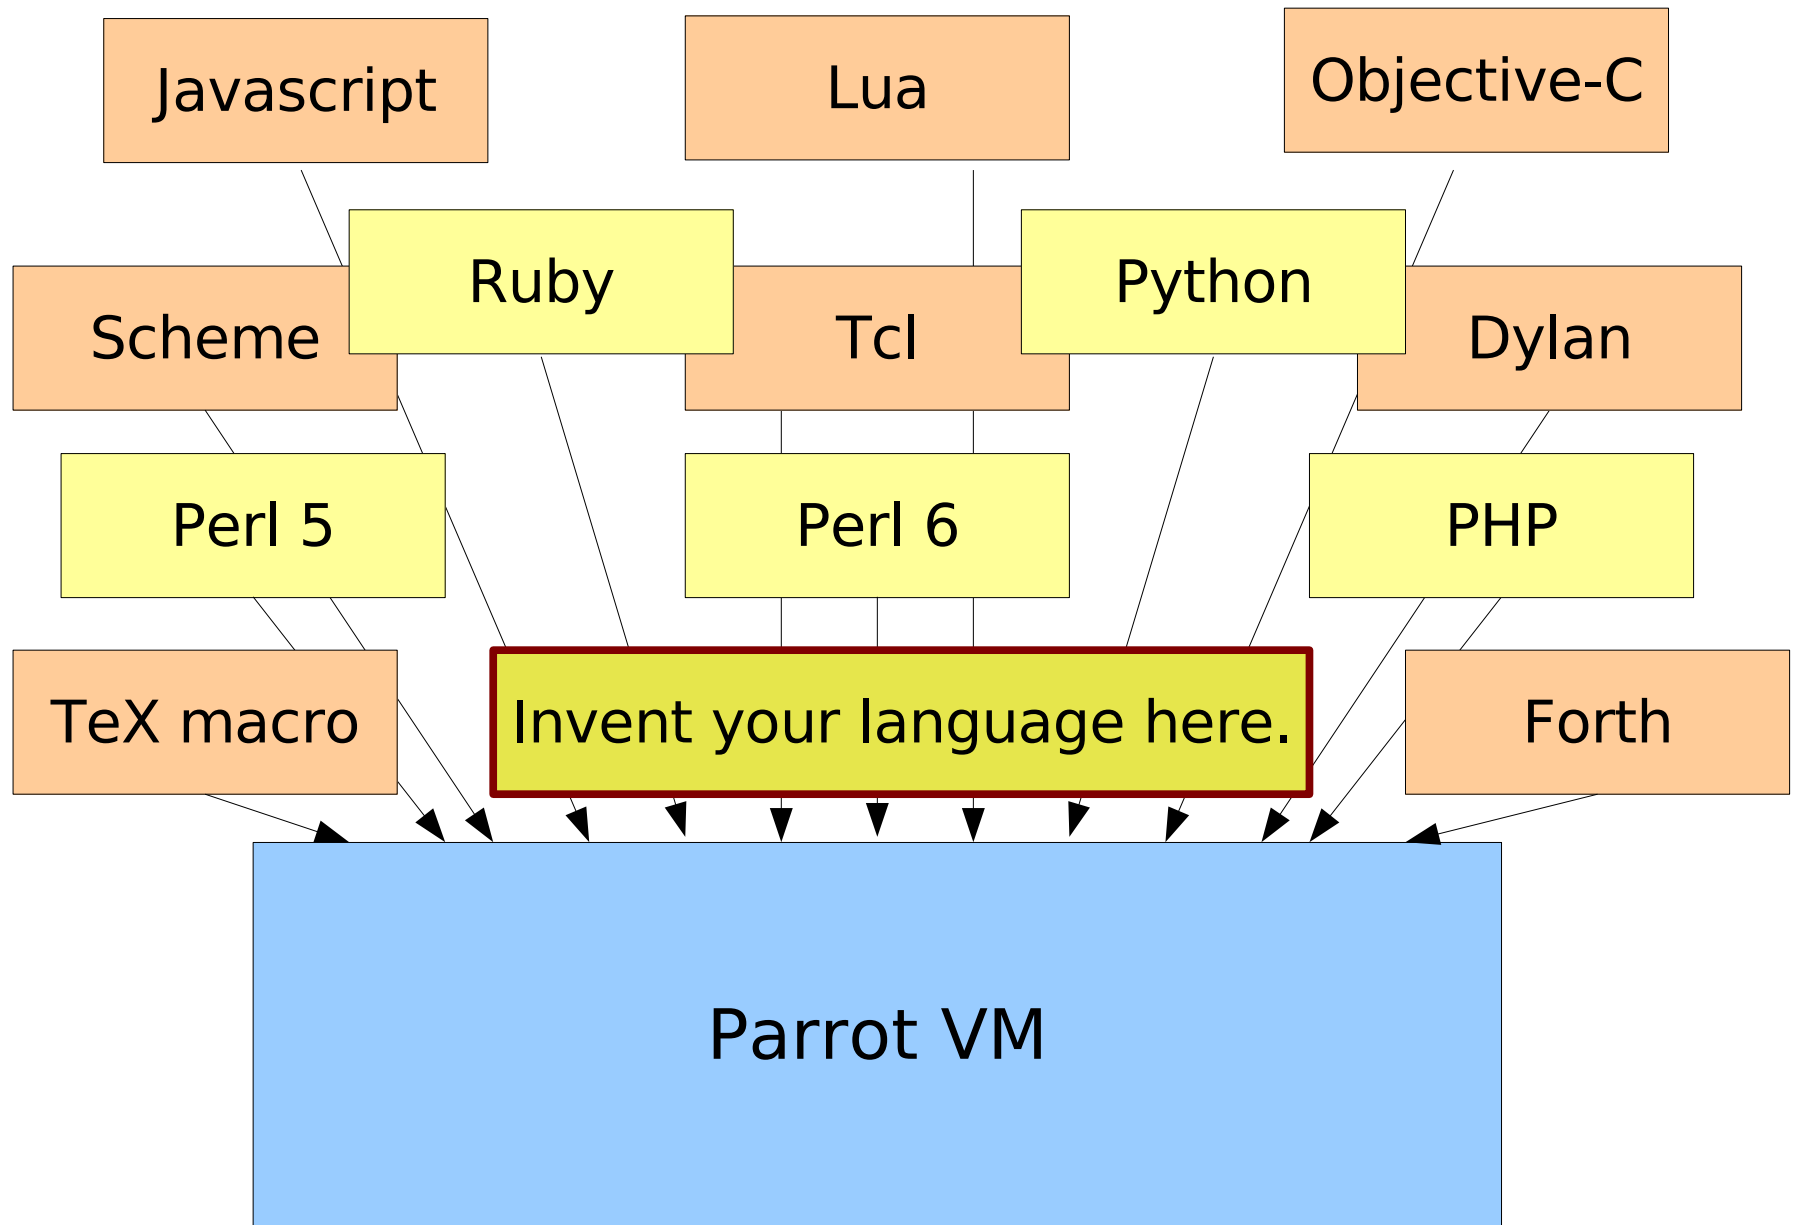 Javascript
Lua
Objective-C
Ruby
Python
Scheme
Tcl
Dylan
Perl 5
Perl 6
PHP
TeX macro
Invent your language here.
Forth
Parrot VM